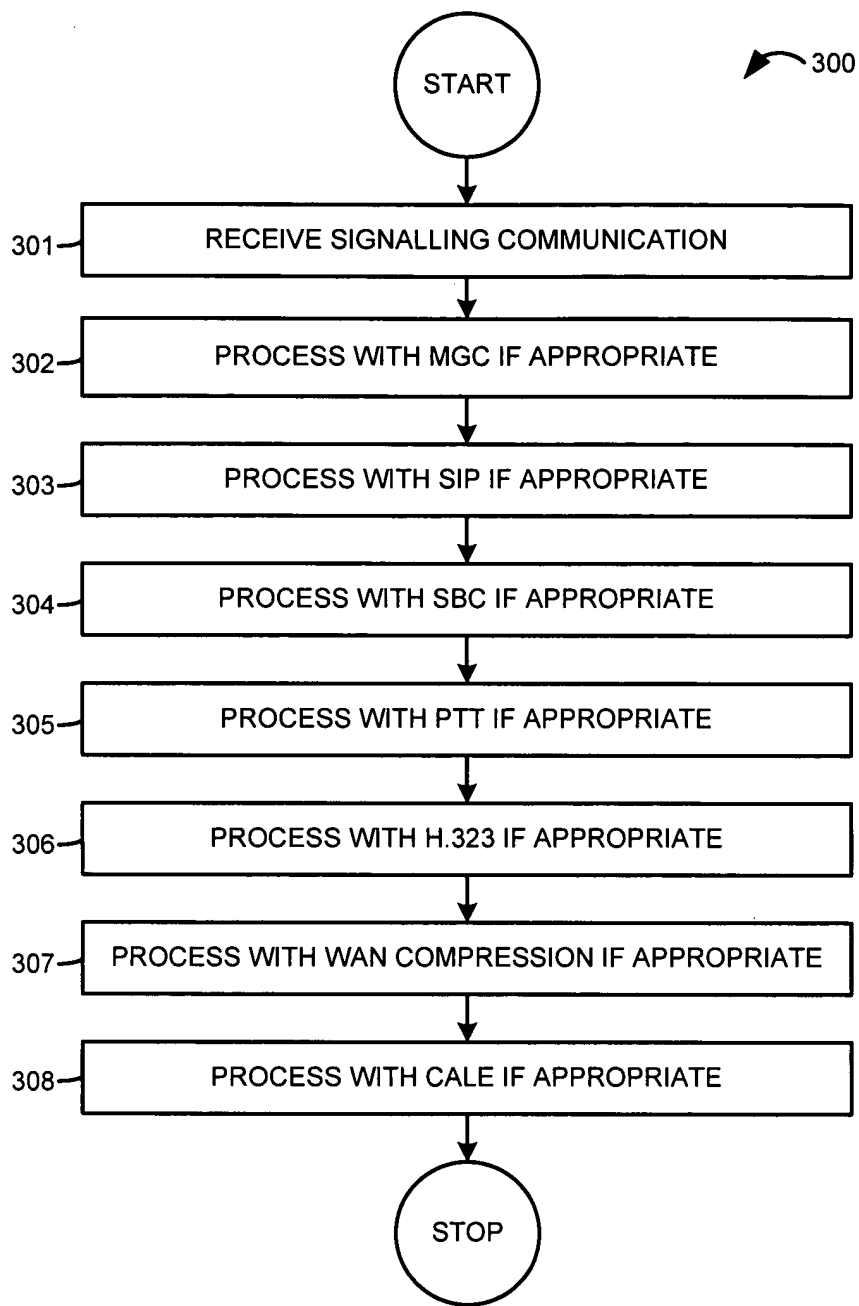 START
300
301
RECEIVE SIGNALLING COMMUNICATION
302
PROCESS WITH MGC IF APPROPRIATE
303
PROCESS WITH SIP IF APPROPRIATE
304
PROCESS WITH SBC IF APPROPRIATE
305
PROCESS WITH PTT IF APPROPRIATE
306
PROCESS WITH H.323 IF APPROPRIATE
307
PROCESS WITH WAN COMPRESSION IF APPROPRIATE
308
PROCESS WITH CALE IF APPROPRIATE
STOP